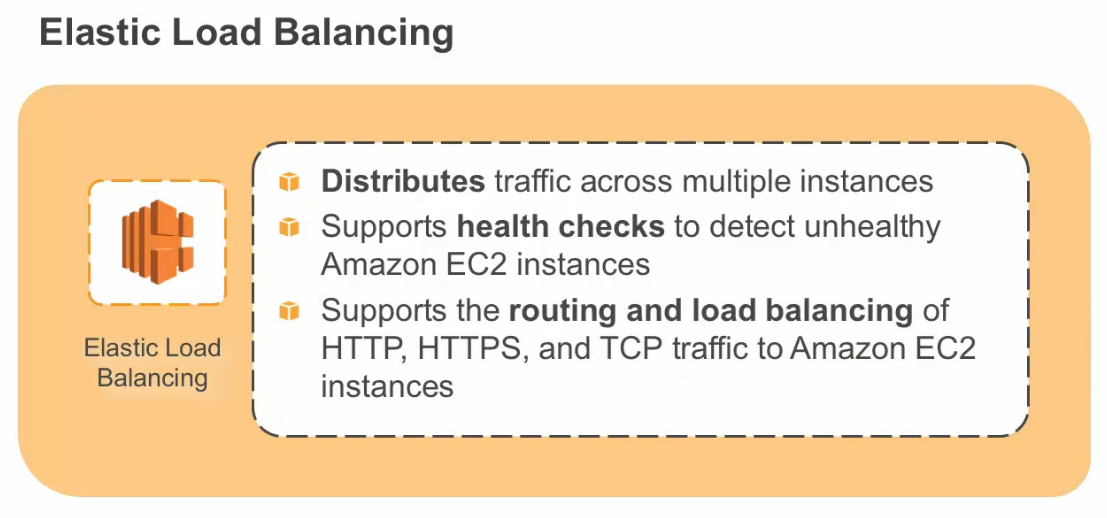 Elastic Load Balancing
Distributes traffic across multiple instances
Supports health checks to detect unhealthy
Amazon EC2 instances
Supports the routing and load balancing of
HTTP, HTTPS, and TCP traffic to Amazon EC2
instances
Elastic Load
Balancing